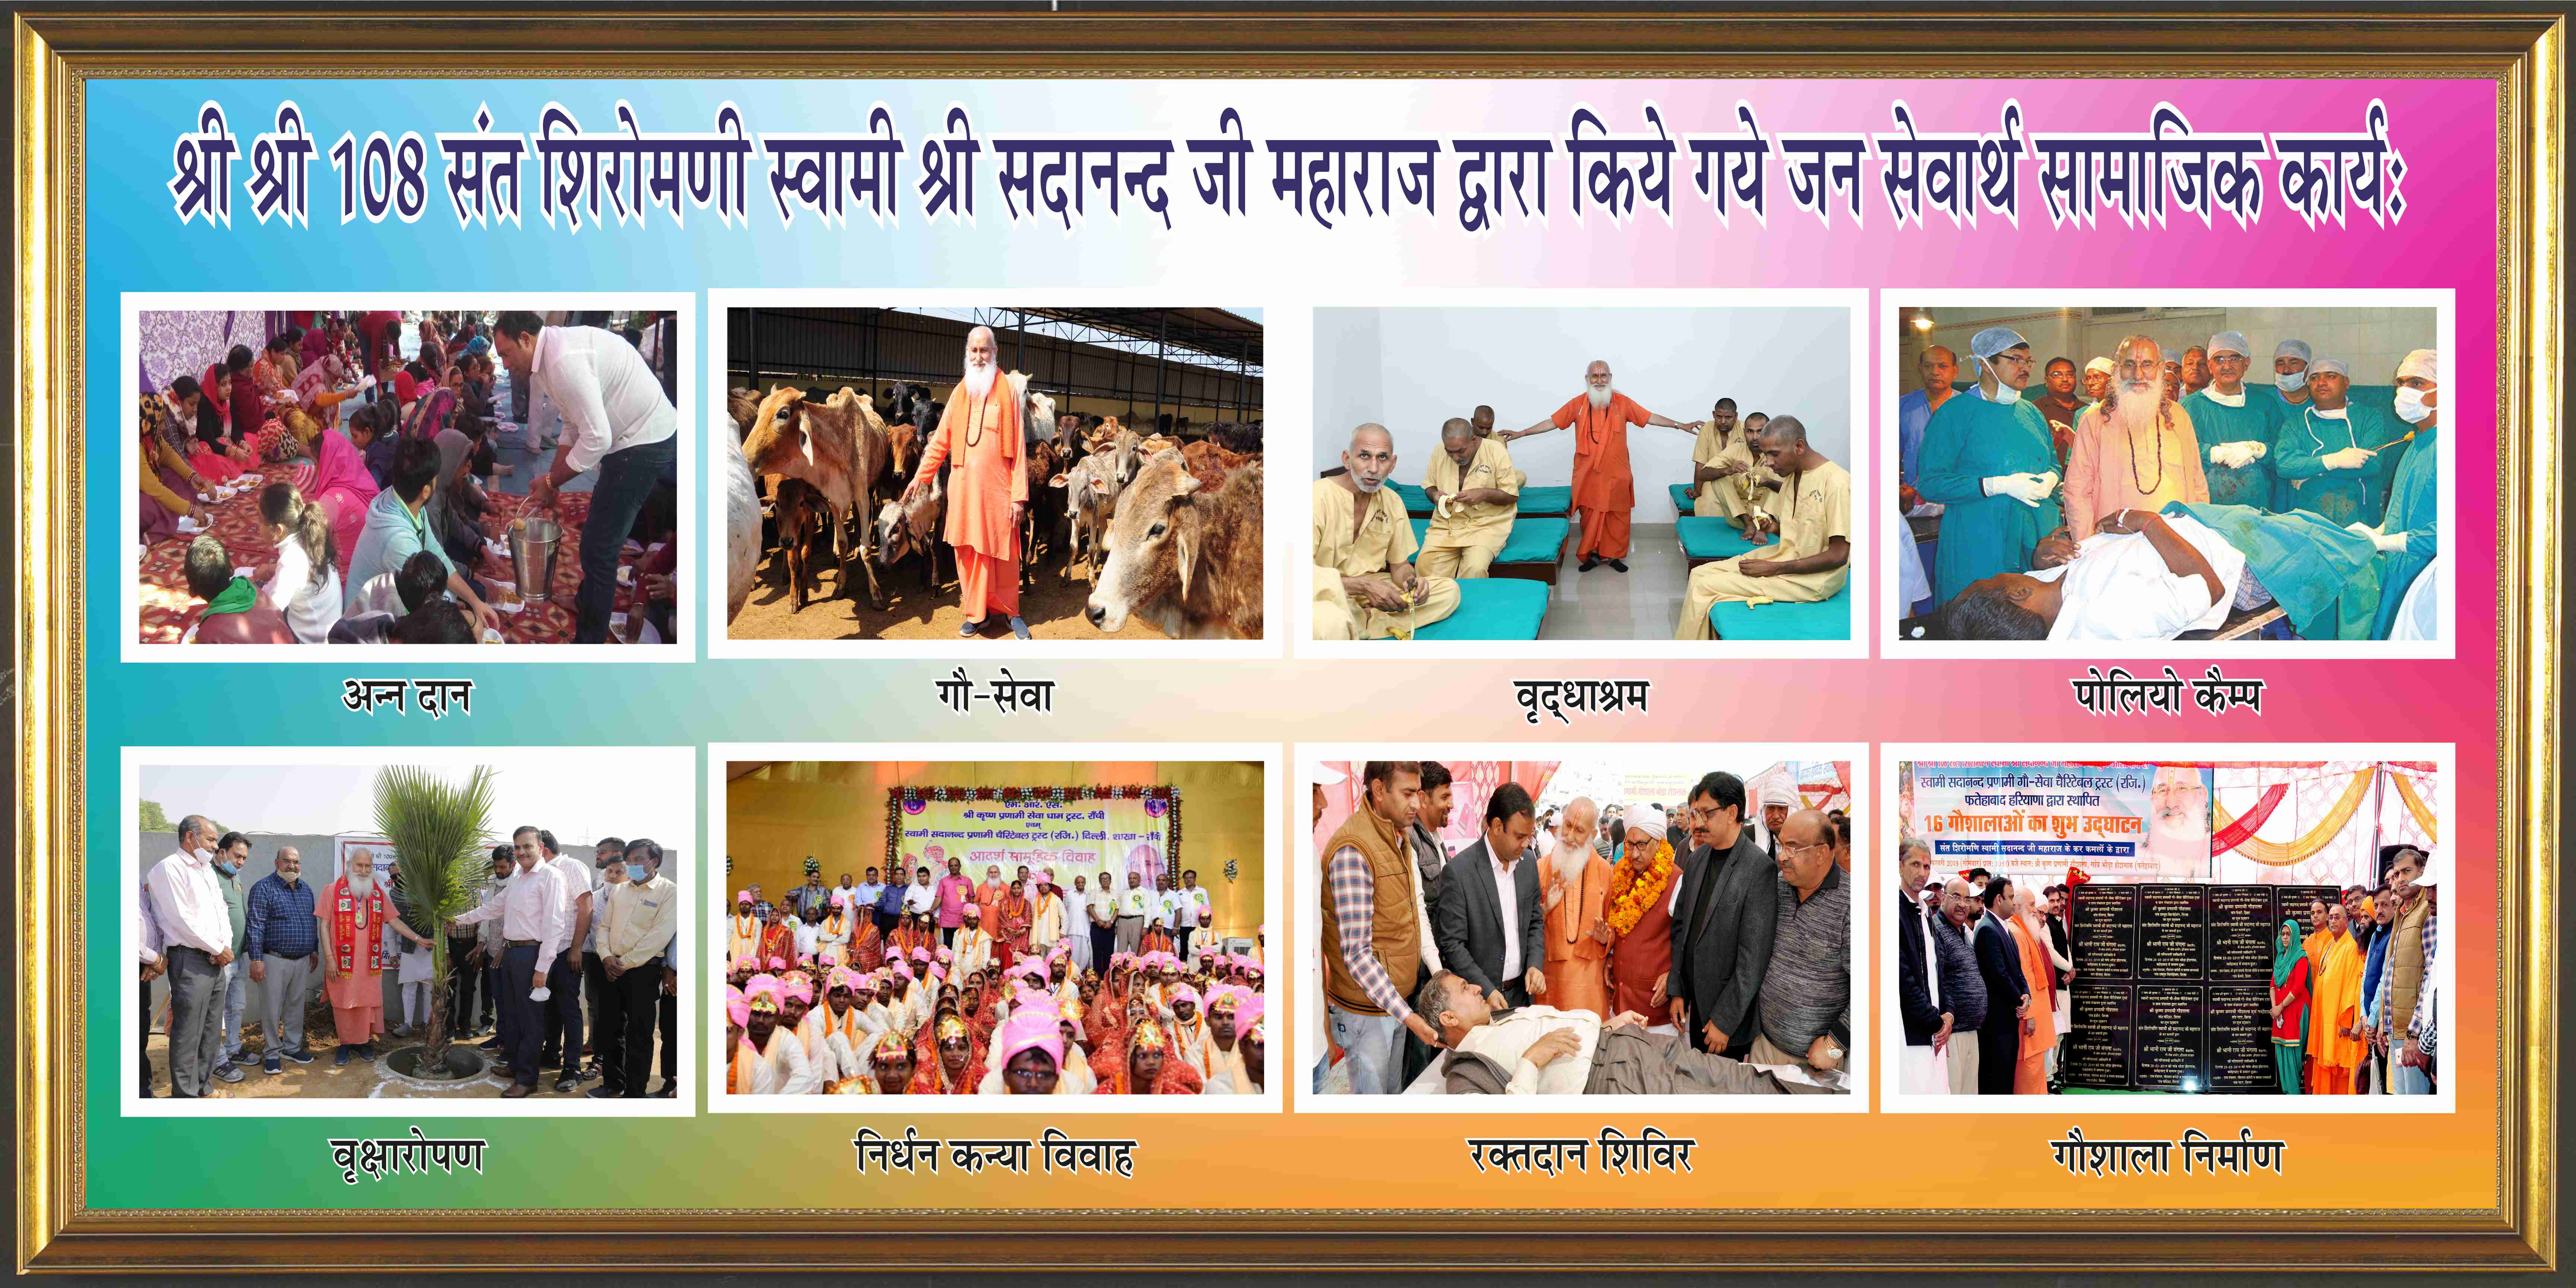 श्री श्री 108 संत शिरोमणी स्वामी श्री सदानन्द जी महाराज द्वारा किये गये जन सेवार्थ सामाजिक कार्यः
अन्न दान
गौ-सेवा
वृद्धाश्रम
पोलियो कैम्प
एम. आर. एस.
श्री कृष्ण प्रणामी सेवा धाम ट्रस्ट, राँची
एवम्
स्वामी सदानन्द प्रणामी चैरिटेबल ट्रस्ट (रजि.) दिल्ली, शाखा - राँची
आदर्श सामूहिक विवाह
स्वामी सदानन्द प्रणामी गौ-सेवा चैरिटेबल ट्रस्ट (रजि.)
फतेहाबाद हरियाणा द्वारा स्थापित
16 गौशालाओं का शुभ उद्घाटन
संत शिरोमणि स्वामी सदानन्द जी महाराज के कर कमलों के द्वारा
वृक्षारोपण
निर्धन कन्या विवाह
रक्तदान शिविर
गौशाला निर्माण